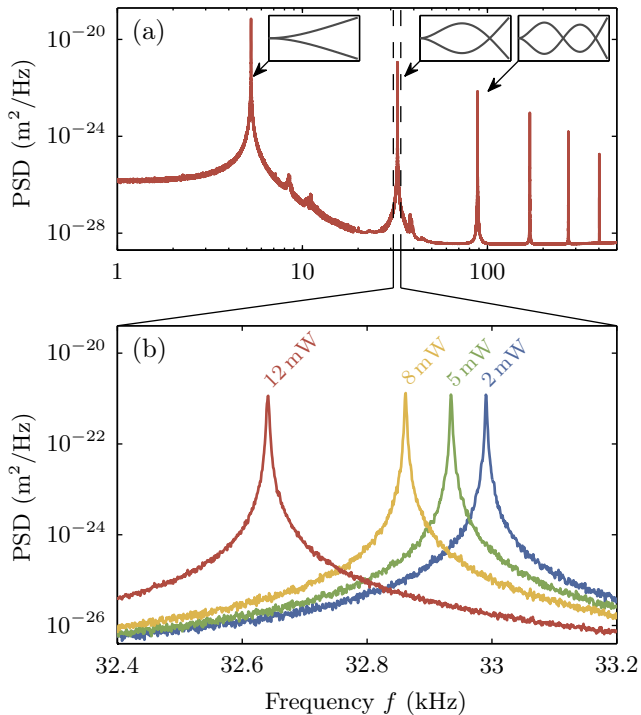 (a)
PSD (m²/Hz)
10⁻²⁰
10⁻²⁴
10⁻²⁸
1 10 100
(b)
12 mW 8 mW 5 mW 2 mW
PSD (m²/Hz)
10⁻²⁰
10⁻²²
10⁻²⁴
10⁻²⁶
32.4 32.6 32.8 33 33.2
Frequency f (kHz)